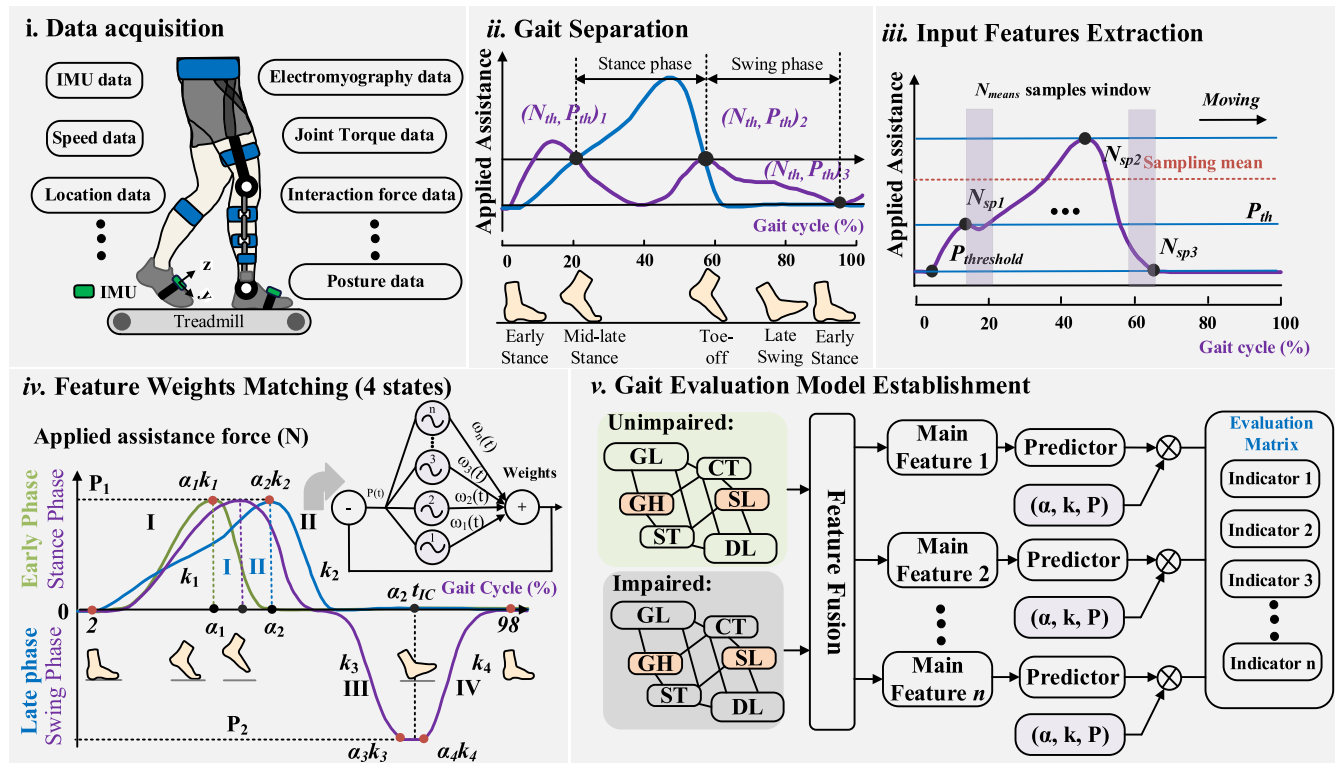 i. Data acquisition
IMU data
Electromyography data
Speed data
Joint Torque data
Location data
Interaction force data
Posture data
z
IMU
Treadmill
ii. Gait Separation
Applied Assistance
Stance phase
Swing phase
(Nth, Pth)1
(Nth, Pth)2
(Nth, Pth)3
Gait cycle (%)
0 20 40 60 80 100
Early Stance
Mid-late Stance
Toe-off
Late Swing
Early Stance
iii. Input Features Extraction
Applied Assistance
Nmeans samples window
Moving
Nsp2
Sampling mean
Nsp1
Pth
Pthreshold
Nsp3
0 20 40 60 80 100
Gait cycle (%)
iv. Feature Weights Matching (4 states)
Applied assistance force (N)
Early Phase
Stance Phase
Late phase
Swing Phase
P1
α1k1
α2k2
I
II
I
II
k1
k2
0
2
α1
α2
α2 tIC
Gait Cycle (%)
98
k3
III
k4
IV
P2
α3k3
α4k4
P(t)
-
n
3
2
1
ωn(t)
ω3(t)
ω2(t)
ω1(t)
Weights
+
v. Gait Evaluation Model Establishment
Unimpaired:
GL
CT
GH
SL
ST
DL
Impaired:
GL
CT
GH
SL
ST
DL
Feature Fusion
Main Feature 1
Predictor
(α, k, P)
Main Feature 2
Predictor
(α, k, P)
Main Feature n
Predictor
(α, k, P)
Evaluation Matrix
Indicator 1
Indicator 2
Indicator 3
Indicator n